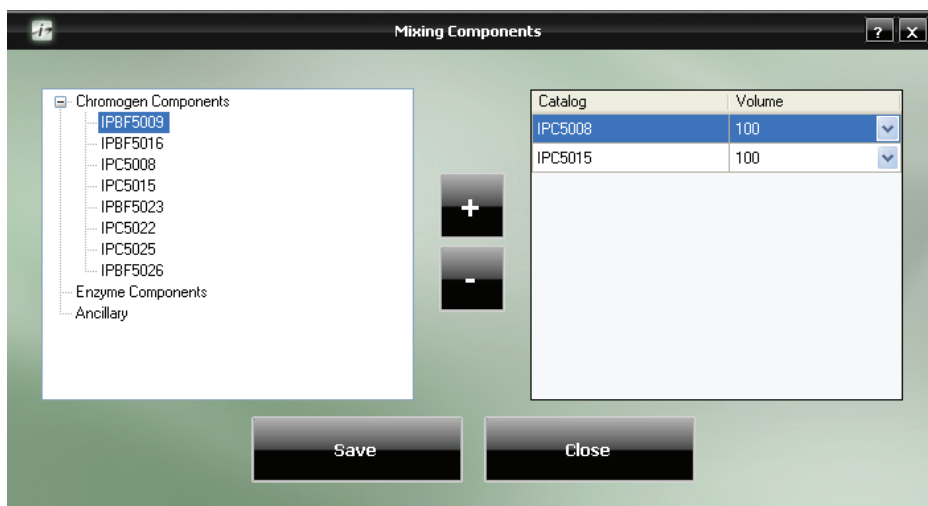 Mixing Components
? X
Chromogen Components
IPBF5009
IPBF5016
IPC5008
IPC5015
IPBF5023
IPC5022
IPC5025
IPBF5026
Enzyme Components
Ancillary
+
-
Catalog Volume
IPC5008 100
IPC5015 100
Save Close